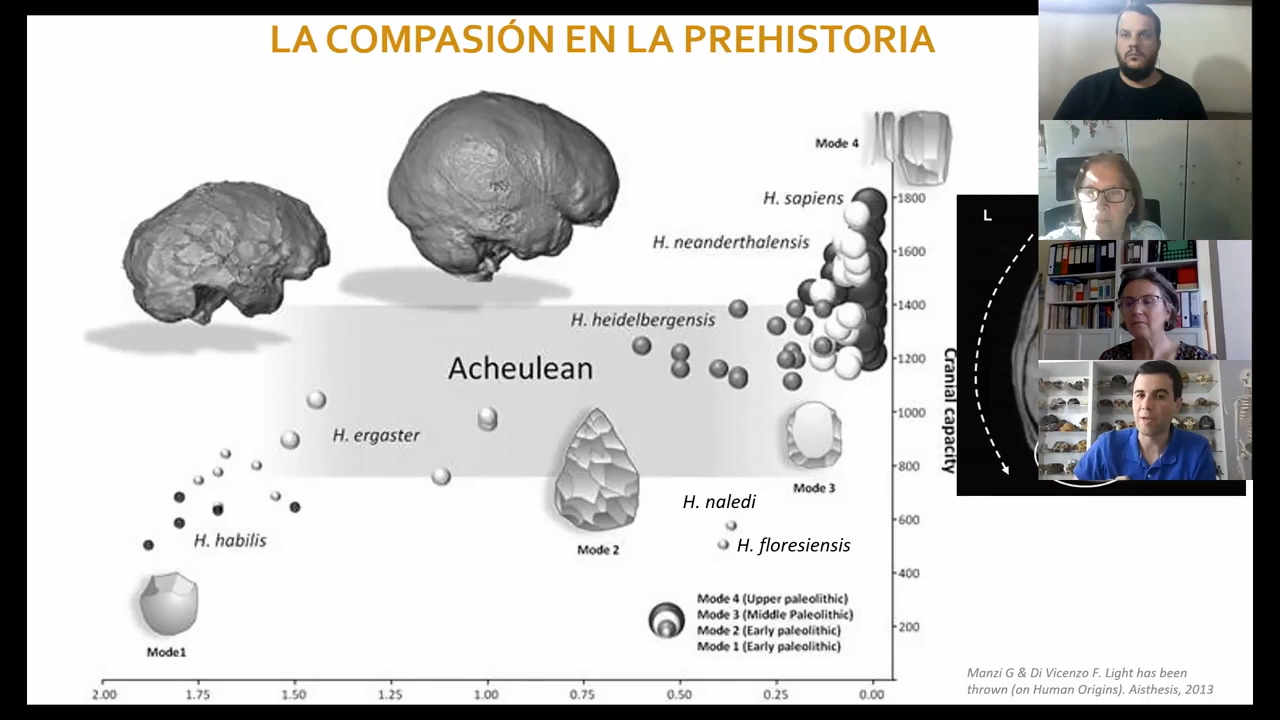 LA COMPASIÓN EN LA PREHISTORIA
Mode 4
H. sapiens
1800
L
H. neanderthalensis
1600
1400
H. heidelbergensis
Acheulean
1200
Cranial capacity
1000
H. ergaster
800
Mode 3
H. naledi
600
H. habilis
Mode 2
H. floresiensis
400
Mode 4 (Upper paleolithic)
Mode 3 (Middle Paleolithic)
Mode 2 (Early paleolithic)
Mode 1 (Early paleolithic)
200
Mode1
2.00 1.75 1.50 1.25 1.00 0.75 0.50 0.25 0.00
Manzi G & Di Vicenzo F. Light has been
thrown (on Human Origins). Aisthesis, 2013